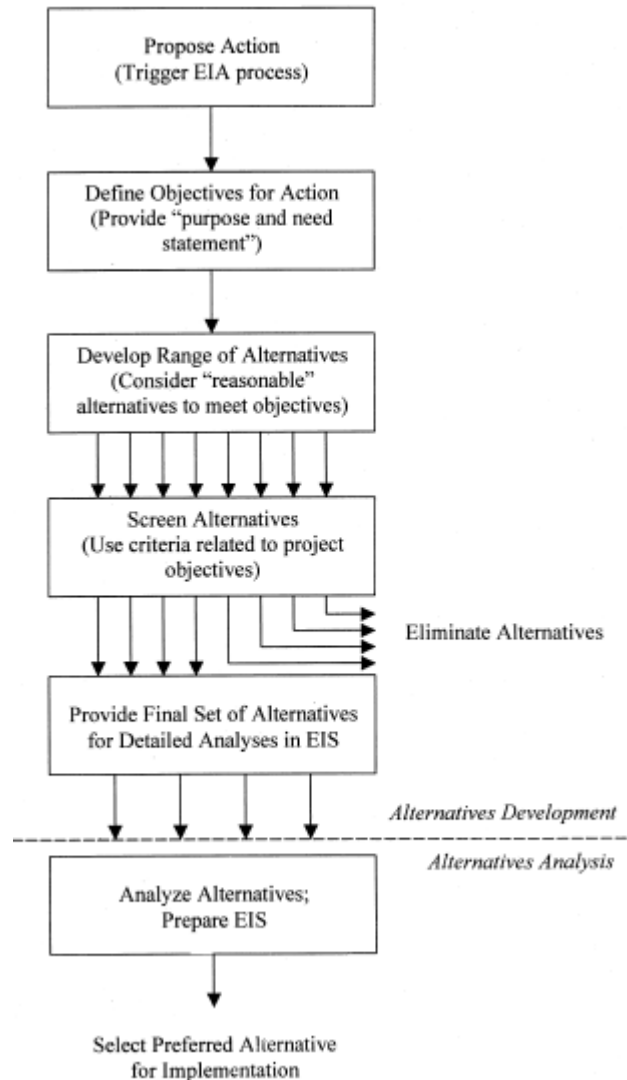 Propose Action
(Trigger EIA process)
Define Objectives for Action
(Provide “purpose and need
statement”)
Develop Range of Alternatives
(Consider “reasonable”
alternatives to meet objectives)
Screen Alternatives
(Use criteria related to project
objectives)
Eliminate Alternatives
Provide Final Set of Alternatives
for Detailed Analyses in EIS
Alternatives Development
Alternatives Analysis
Analyze Alternatives;
Prepare EIS
Select Preferred Alternative
for Implementation